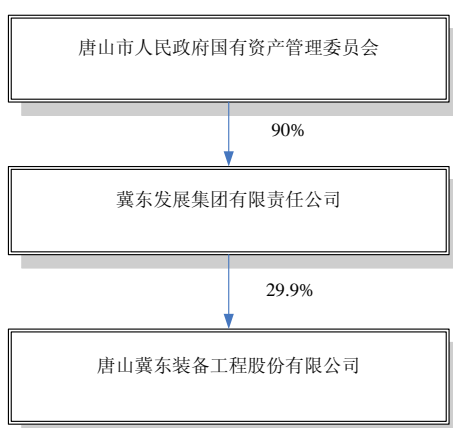 唐山市人民政府国有资产管理委员会
90%
冀东发展集团有限责任公司
29.9%
唐山冀东装备工程股份有限公司